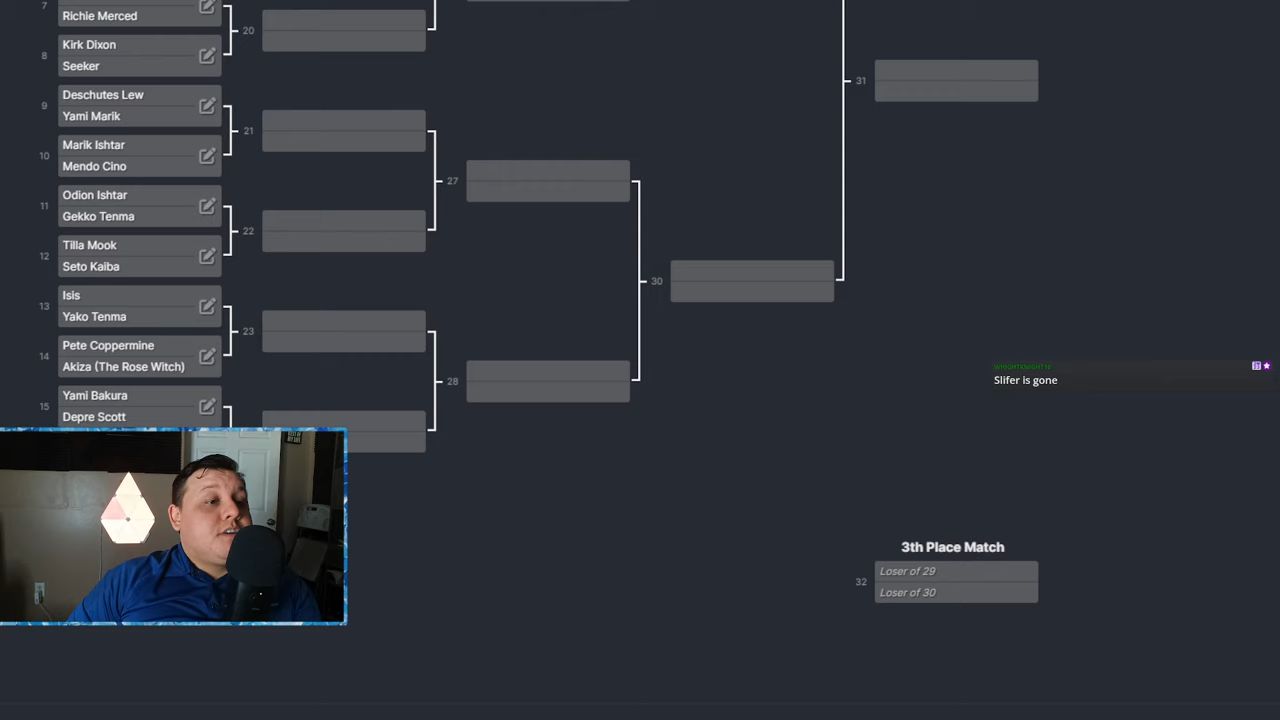 7
Richie Merced
20
8
Kirk Dixon
Seeker
9
Deschutes Lew
Yami Marik
21
10
Marik Ishtar
Mendo Cino
27
11
Odion Ishtar
Gekko Tenma
22
12
Tilla Mook
Seto Kaiba
30
31
13
Isis
Yako Tenma
23
14
Pete Coppermine
Akiza (The Rose Witch)
28
15
Yami Bakura
Depre Scott
Slifer is gone
3th Place Match
32
Loser of 29
Loser of 30